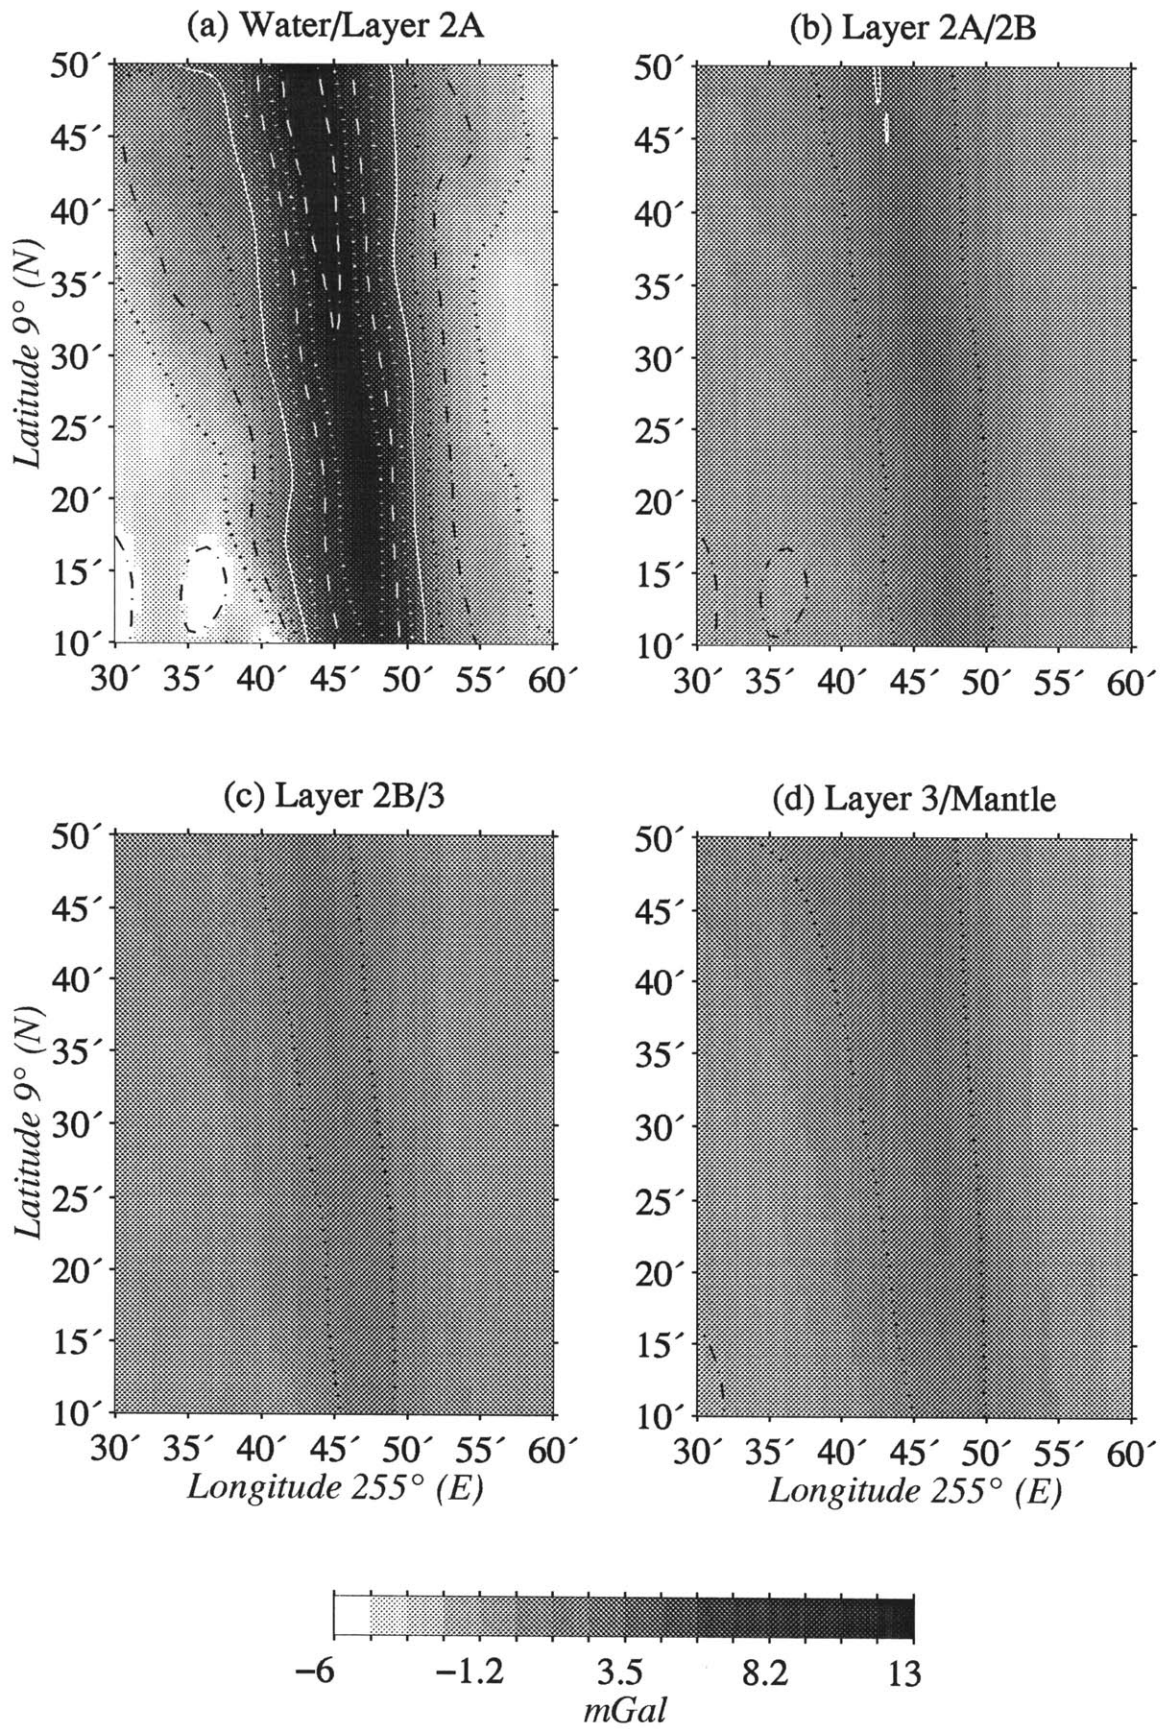 (a) Water/Layer 2A
(b) Layer 2A/2B
50´
45´
40´
35´
30´
25´
20´
15´
10´
Latitude 9° (N)
30´ 35´ 40´ 45´ 50´ 55´ 60´
50´
45´
40´
35´
30´
25´
20´
15´
10´
30´ 35´ 40´ 45´ 50´ 55´ 60´
(c) Layer 2B/3
(d) Layer 3/Mantle
50´
45´
40´
35´
30´
25´
20´
15´
10´
Latitude 9° (N)
30´ 35´ 40´ 45´ 50´ 55´ 60´
Longitude 255° (E)
50´
45´
40´
35´
30´
25´
20´
15´
10´
30´ 35´ 40´ 45´ 50´ 55´ 60´
Longitude 255° (E)
−6 −1.2 3.5 8.2 13
mGal